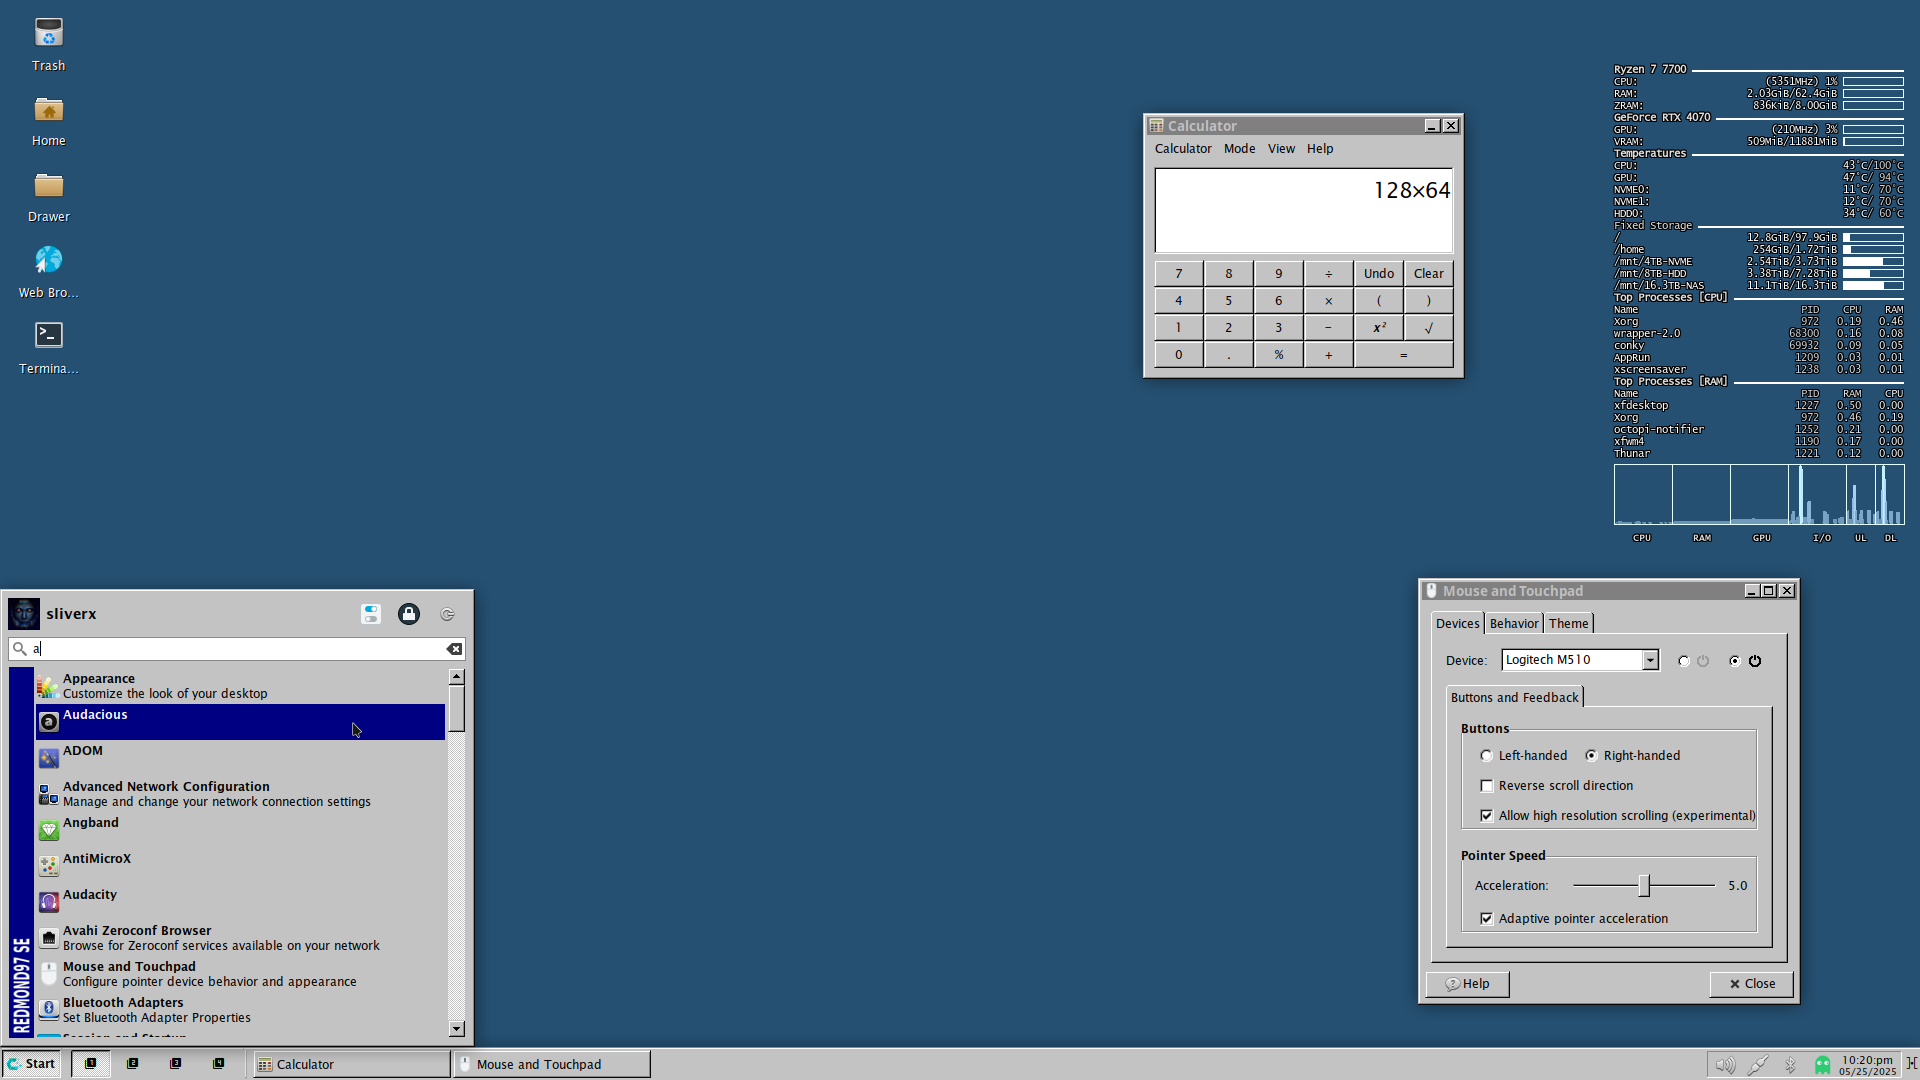 Trash
Home
Drawer
Web Bro...
Termina...
Calculator
Calculator Mode View Help
128×64
7 8 9 ÷ Undo Clear
4 5 6 × ( )
1 2 3 − x² √
0 . % + =
Ryzen 7 7700
CPU: (5351MHz) 1%
RAM: 2.03GiB/62.4GiB
ZRAM: 836KiB/8.00GiB
GeForce RTX 4070
GPU: (210MHz) 3%
VRAM: 509MiB/11881MiB
Temperatures
CPU: 43°C/100°C
GPU: 47°C/ 94°C
NVME0: 11°C/ 70°C
NVME1: 12°C/ 70°C
HDD0: 34°C/ 60°C
Fixed Storage
/ 12.8GiB/97.9GiB
/home 254GiB/1.72TiB
/mnt/4TB-NVME 2.54TiB/3.73TiB
/mnt/8TB-HDD 3.38TiB/7.28TiB
/mnt/16.3TB-NAS 11.1TiB/16.3TiB
Top Processes [CPU]
Name PID CPU RAM
Xorg 972 0.19 0.46
wrapper-2.0 68300 0.16 0.08
conky 69932 0.09 0.05
AppRun 1209 0.03 0.01
xscreensaver 1238 0.03 0.01
Top Processes [RAM]
Name PID RAM CPU
xfdesktop 1227 0.50 0.00
Xorg 972 0.46 0.19
octopi-notifier 1252 0.21 0.00
xfwm4 1190 0.17 0.00
Thunar 1221 0.12 0.00
CPU RAM GPU I/O UL DL
sliverx
a
Appearance
Customize the look of your desktop
Audacious
ADOM
Advanced Network Configuration
Manage and change your network connection settings
Angband
AntiMicroX
Audacity
Avahi Zeroconf Browser
Browse for Zeroconf services available on your network
Mouse and Touchpad
Configure pointer device behavior and appearance
Bluetooth Adapters
Set Bluetooth Adapter Properties
REDMOND97 SE
Mouse and Touchpad
Devices Behavior Theme
Device: Logitech M510
Buttons and Feedback
Buttons
Left-handed Right-handed
Reverse scroll direction
Allow high resolution scrolling (experimental)
Pointer Speed
Acceleration: 5.0
Adaptive pointer acceleration
Help Close
Start 1 2 3 4 Calculator Mouse and Touchpad
10:20:pm
05/25/2025